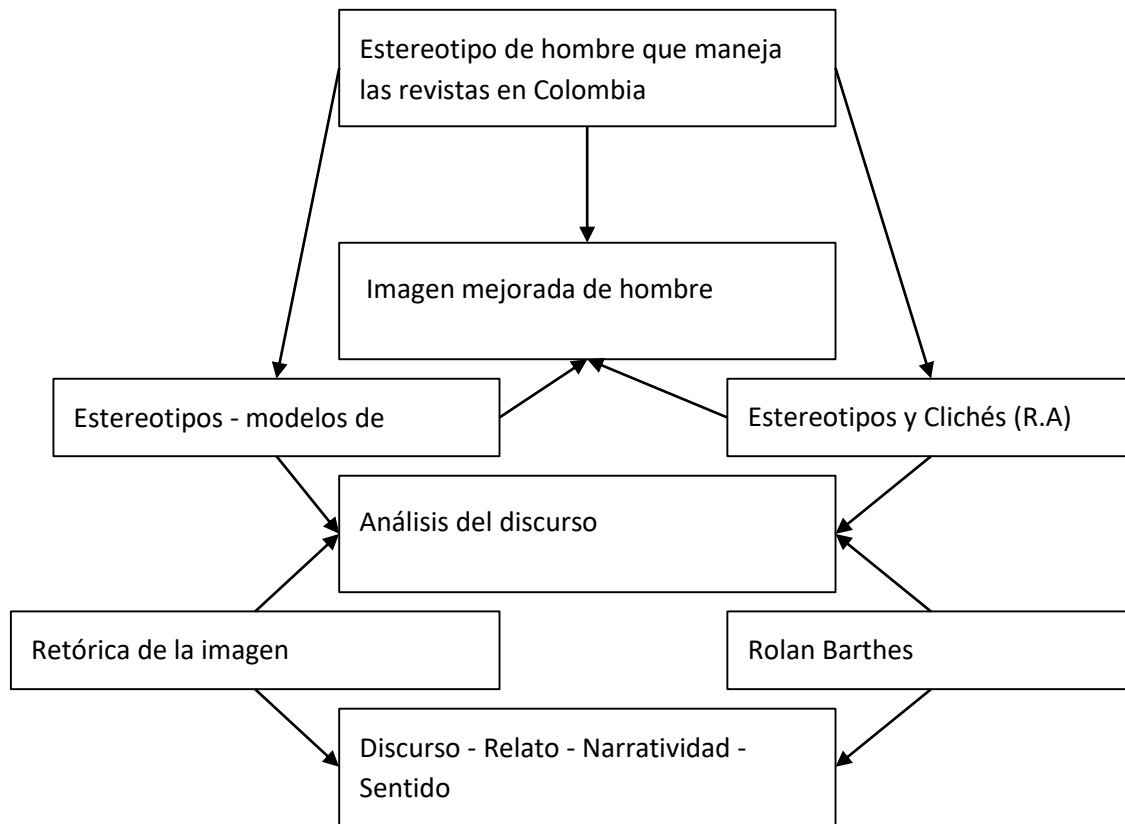 Estereotipo de hombre que maneja
las revistas en Colombia
Imagen mejorada de hombre
Estereotipos - modelos de
Estereotipos y Clichés (R.A)
Análisis del discurso
Retórica de la imagen
Rolan Barthes
Discurso - Relato - Narratividad -
Sentido